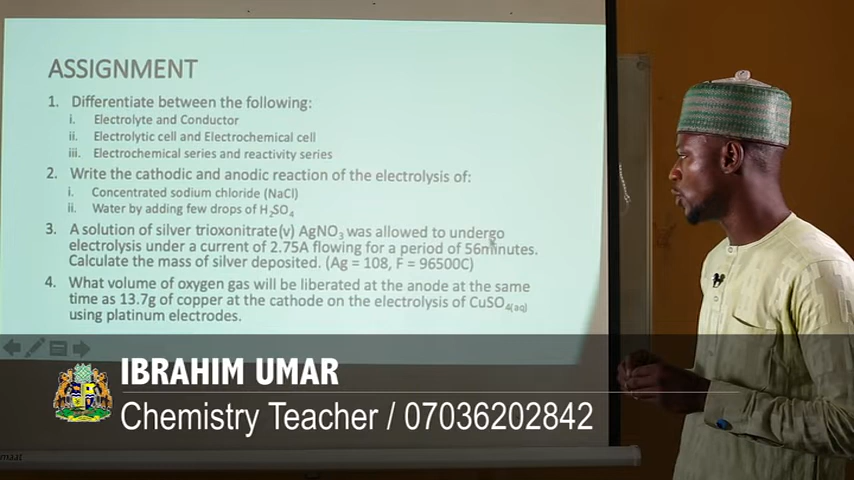 ASSIGNMENT
1. Differentiate between the following:
i. Electrolyte and Conductor
ii. Electrolytic cell and Electrochemical cell
iii. Electrochemical series and reactivity series
2. Write the cathodic and anodic reaction of the electrolysis of:
i. Concentrated sodium chloride (NaCl)
ii. Water by adding few drops of H₂SO₄
3. A solution of silver trioxonitrate(v) AgNO₃ was allowed to undergo
electrolysis under a current of 2.75A flowing for a period of 56minutes.
Calculate the mass of silver deposited. (Ag = 108, F = 96500C)
4. What volume of oxygen gas will be liberated at the anode at the same
time as 13.7g of copper at the cathode on the electrolysis of CuSO₄₍aq₎
using platinum electrodes.
IBRAHIM UMAR
Chemistry Teacher / 07036202842
maat